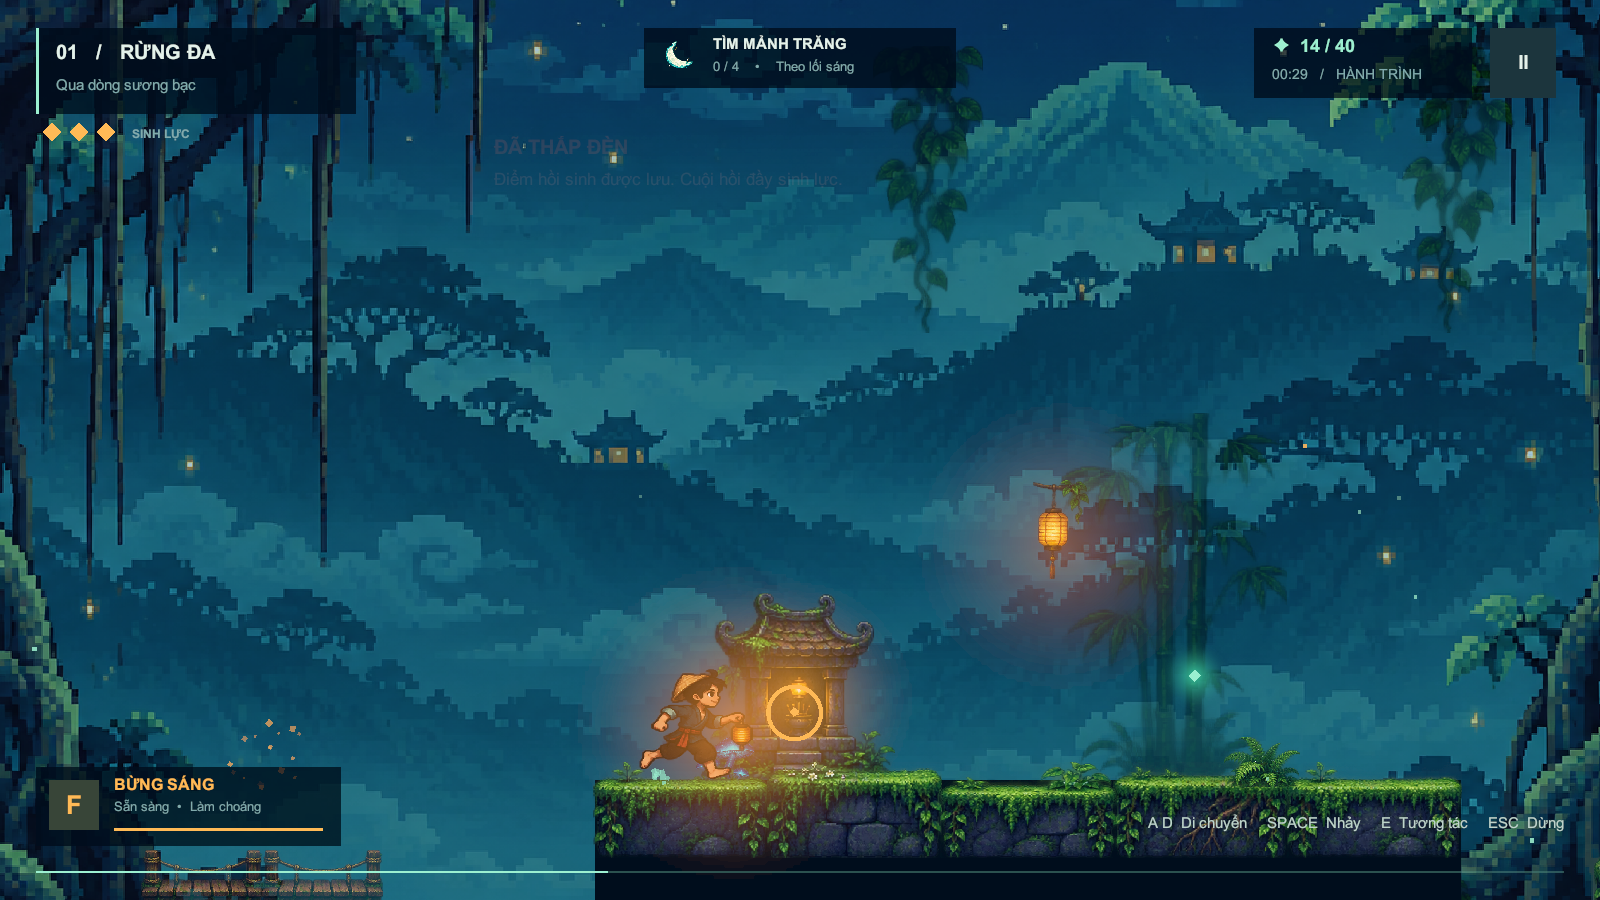 01 / RỪNG ĐA
Qua dòng sương bạc
SINH LỰC
TÌM MẢNH TRĂNG
0 / 4 • Theo lối sáng
14 / 40
00:29 / HÀNH TRÌNH
II
ĐÃ THẮP ĐÈN
Điểm hồi sinh được lưu. Cuội hồi đầy sinh lực.
F
BỪNG SÁNG
Sẵn sàng • Làm choáng
A D Di chuyển SPACE Nhảy E Tương tác ESC Dừng